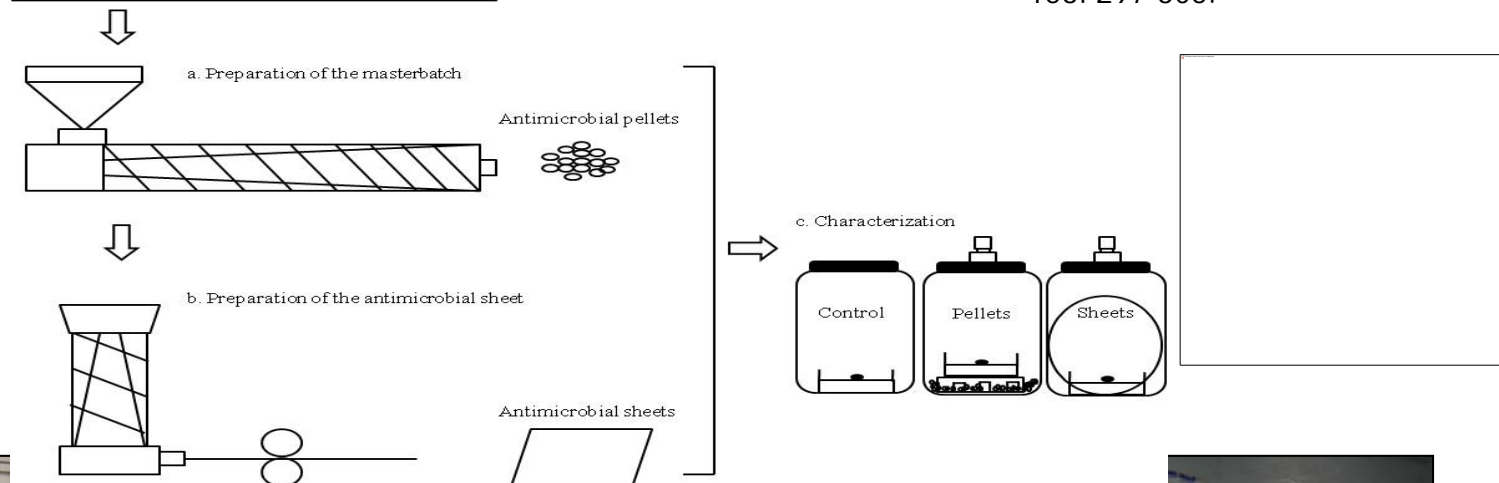 a. Preparation of the masterbatch
Antimicrobial pellets
c. Characterization
b. Preparation of the antimicrobial sheet
Control
Pellets
Sheets
Antimicrobial sheets